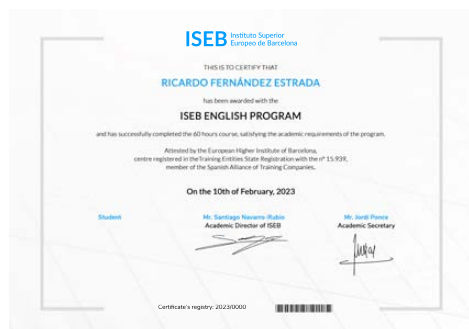 ISEB Instituto Superior
Europeo de Barcelona
THIS IS TO CERTIFY THAT
RICARDO FERNÁNDEZ ESTRADA
has been awarded with the
ISEB ENGLISH PROGRAM
and has successfully completed the 60 hours course, satisfying the academic requirements of the program.
Attested by the European Higher Institute of Barcelona,
centre registered in the Training Entities State Registration with the nº 15.939,
member of the Spanish Alliance of Training Companies.
On the 10th of February, 2023
Student
Mr. Santiago Navarro-Rubio
Academic Director of ISEB
Mr. Jordi Ponce
Academic Secretary
Certificate's registry: 2023/0000